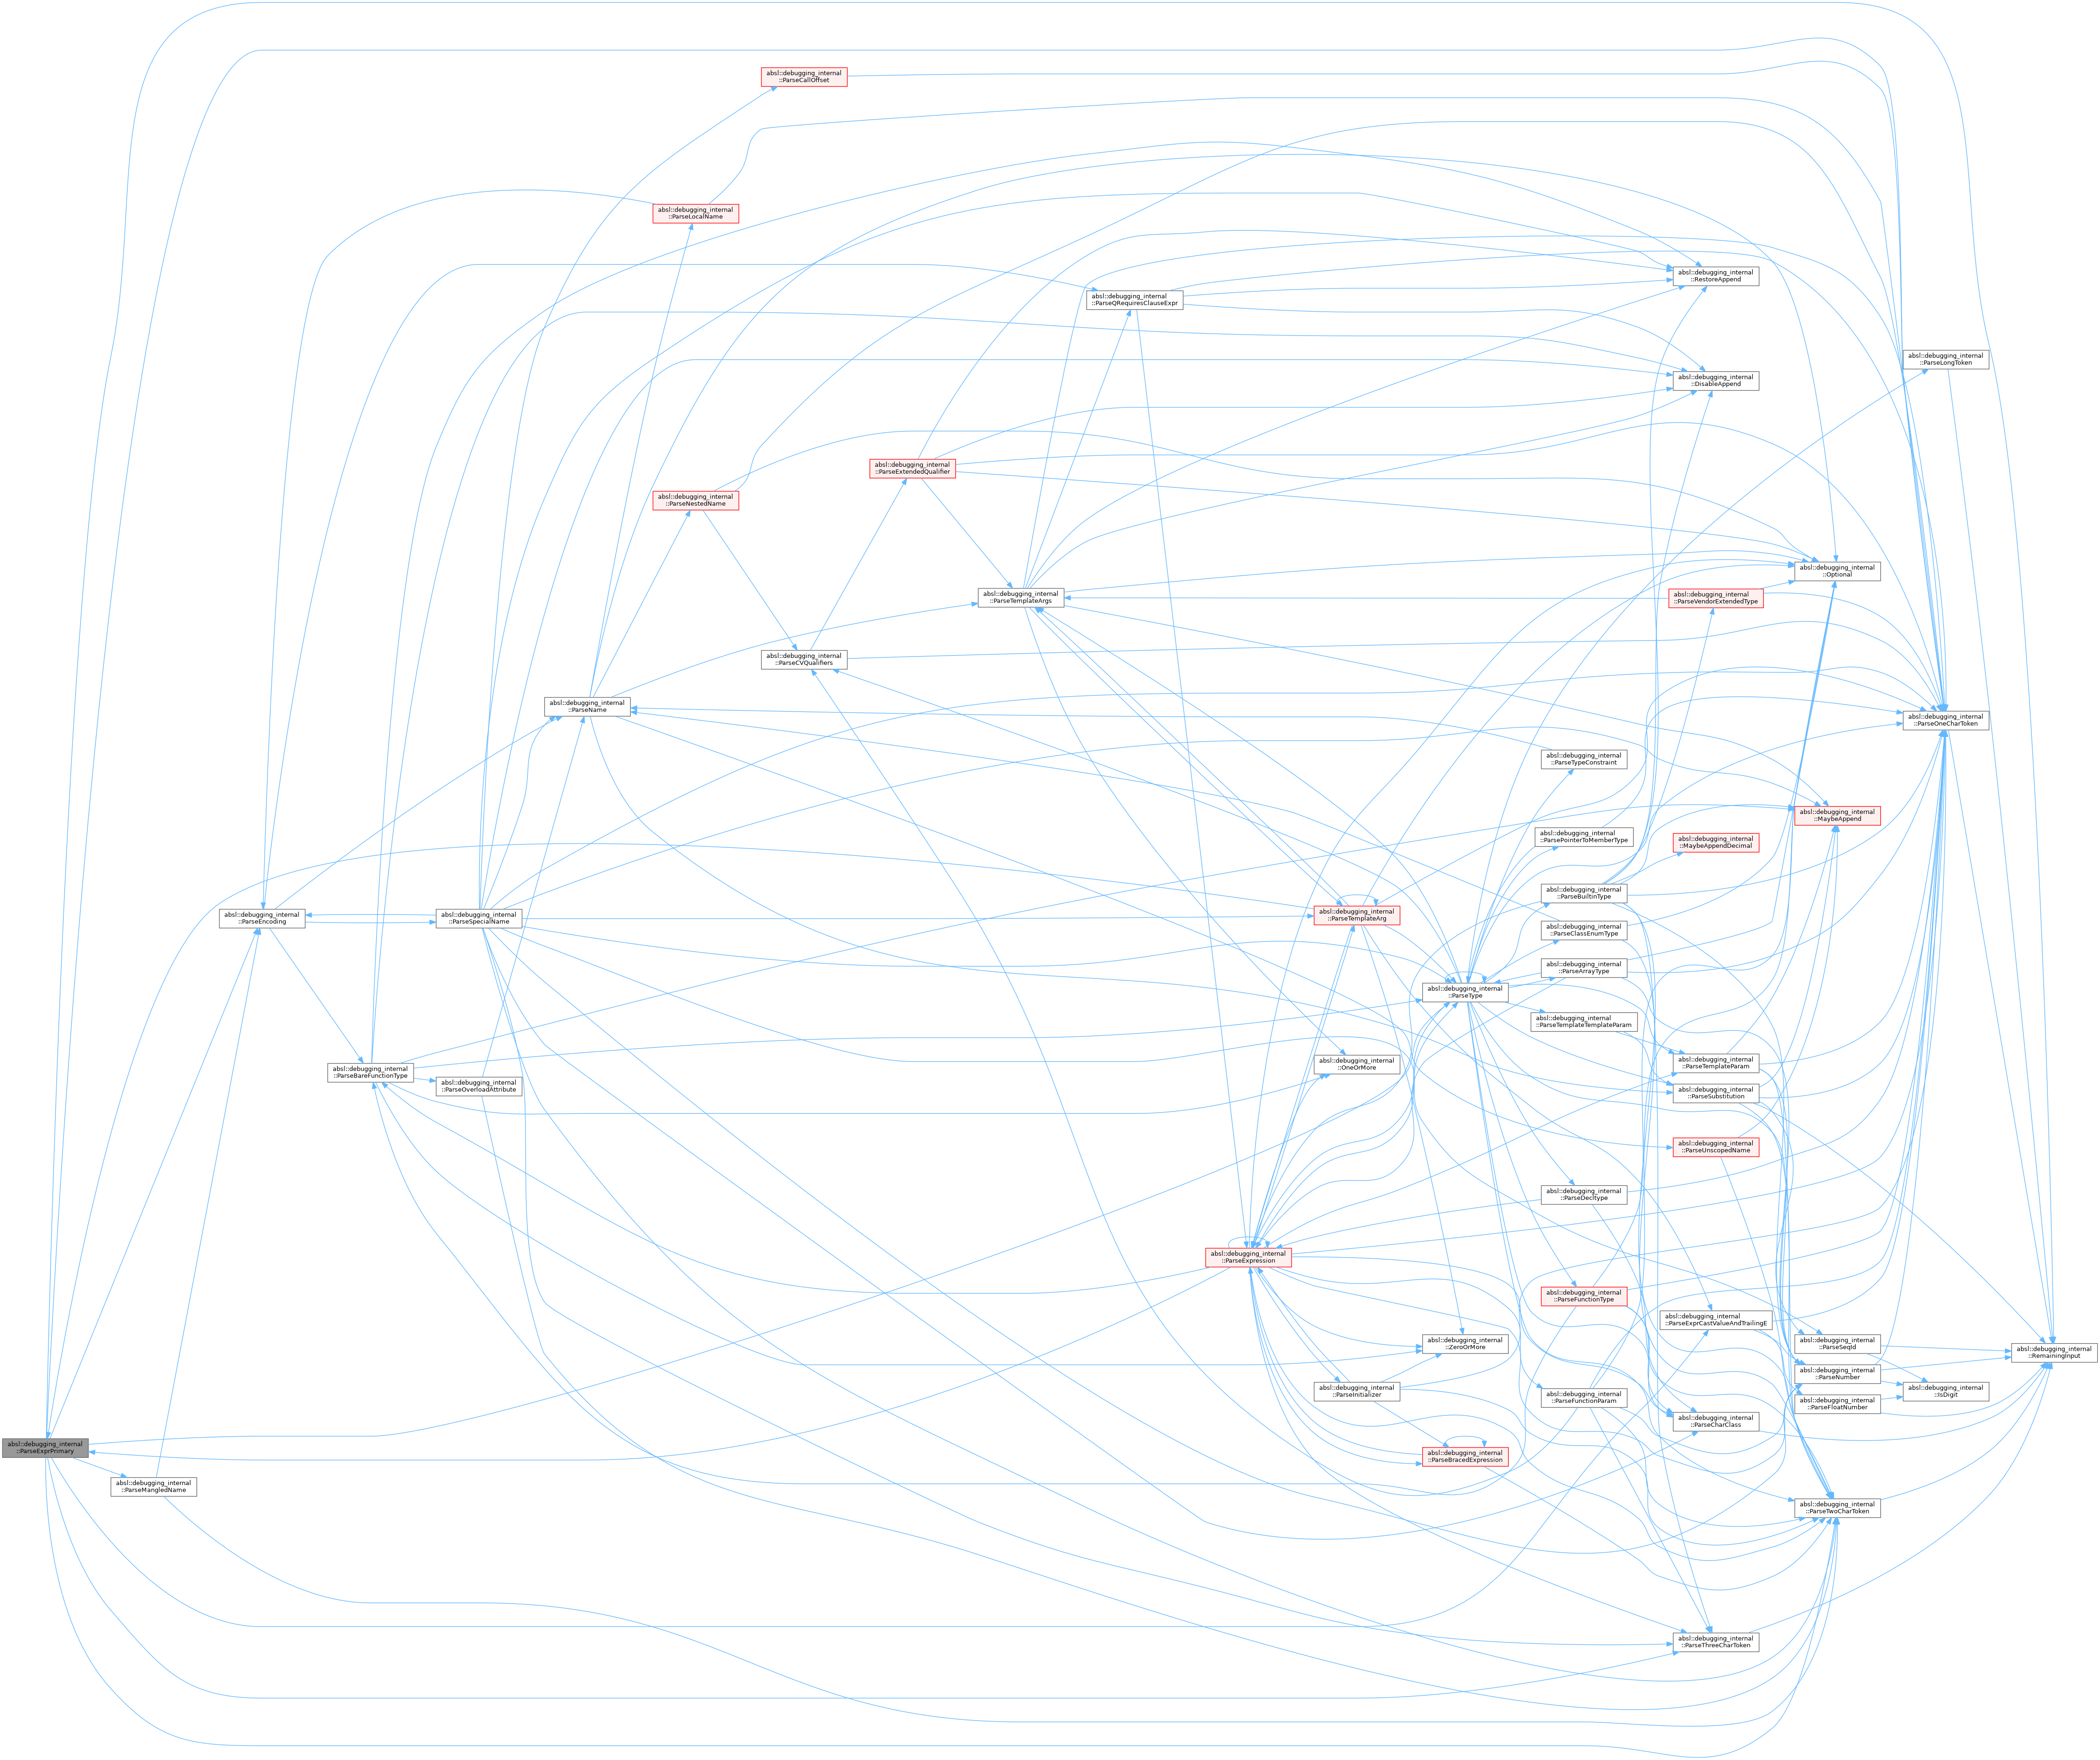 absl::debugging_internal
::ParseCallOffset
absl::debugging_internal
::ParseLocalName
absl::debugging_internal
::RestoreAppend
absl::debugging_internal
::ParseQRequiresClauseExpr
absl::debugging_internal
::ParseLongToken
absl::debugging_internal
::DisableAppend
absl::debugging_internal
::ParseExtendedQualifier
absl::debugging_internal
::ParseNestedName
absl::debugging_internal
::Optional
absl::debugging_internal
::ParseTemplateArgs
absl::debugging_internal
::ParseVendorExtendedType
absl::debugging_internal
::ParseCVQualifiers
absl::debugging_internal
::ParseName
absl::debugging_internal
::ParseOneCharToken
absl::debugging_internal
::ParseTypeConstraint
absl::debugging_internal
::MaybeAppend
absl::debugging_internal
::ParsePointerToMemberType
absl::debugging_internal
::MaybeAppendDecimal
absl::debugging_internal
::ParseBuiltinType
absl::debugging_internal
::ParseEncoding
absl::debugging_internal
::ParseSpecialName
absl::debugging_internal
::ParseTemplateArg
absl::debugging_internal
::ParseClassEnumType
absl::debugging_internal
::ParseArrayType
absl::debugging_internal
::ParseType
absl::debugging_internal
::ParseTemplateTemplateParam
absl::debugging_internal
::OneOrMore
absl::debugging_internal
::ParseTemplateParam
absl::debugging_internal
::ParseBareFunctionType
absl::debugging_internal
::ParseOverloadAttribute
absl::debugging_internal
::ParseSubstitution
absl::debugging_internal
::ParseUnscopedName
absl::debugging_internal
::ParseDecltype
absl::debugging_internal
::ParseExpression
absl::debugging_internal
::ParseFunctionType
absl::debugging_internal
::ParseExprCastValueAndTrailingE
absl::debugging_internal
::ZeroOrMore
absl::debugging_internal
::ParseSeqId
absl::debugging_internal
::RemainingInput
absl::debugging_internal
::ParseNumber
absl::debugging_internal
::IsDigit
absl::debugging_internal
::ParseInitializer
absl::debugging_internal
::ParseFunctionParam
absl::debugging_internal
::ParseFloatNumber
absl::debugging_internal
::ParseCharClass
absl::debugging_internal
::ParseExprPrimary
absl::debugging_internal
::ParseBracedExpression
absl::debugging_internal
::ParseMangledName
absl::debugging_internal
::ParseTwoCharToken
absl::debugging_internal
::ParseThreeCharToken